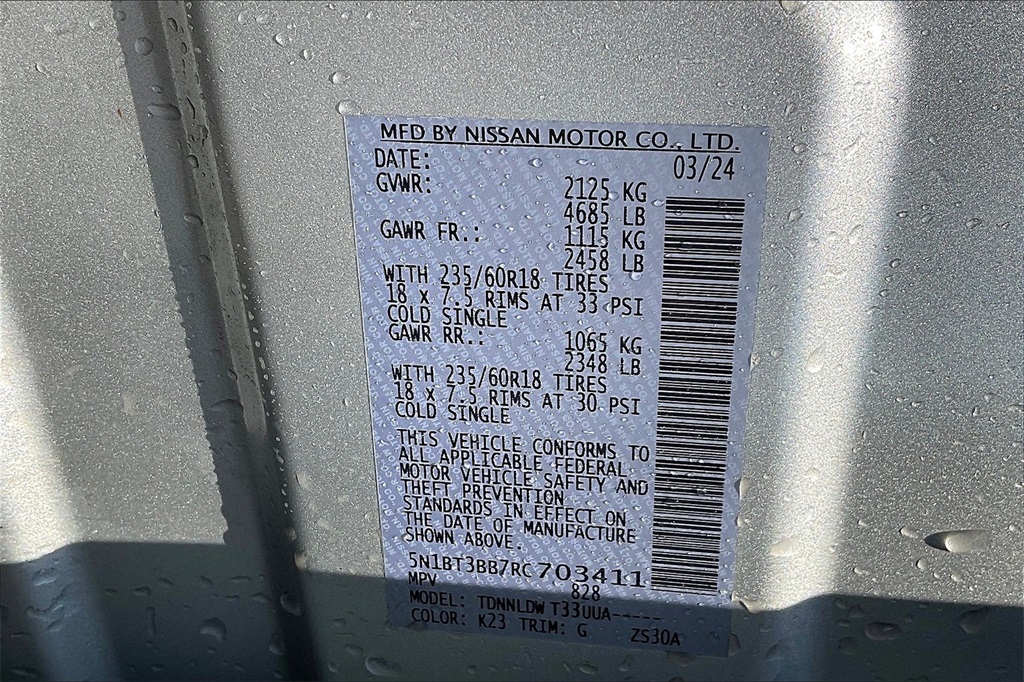 MFD BY NISSAN MOTOR CO., LTD.
DATE: 03/24
GVWR: 2125 KG
4685 LB
GAWR FR.: 1115 KG
2458 LB
WITH 235/60R18 TIRES
18 x 7.5 RIMS AT 33 PSI
COLD SINGLE
GAWR RR.: 1065 KG
2348 LB
WITH 235/60R18 TIRES
18 x 7.5 RIMS AT 30 PSI
COLD SINGLE
THIS VEHICLE CONFORMS TO
ALL APPLICABLE FEDERAL
MOTOR VEHICLE SAFETY AND
THEFT PREVENTION
STANDARDS IN EFFECT ON
THE DATE OF MANUFACTURE
SHOWN ABOVE.
5N1BT3BB7RC703411
MPV 828
MODEL: TDNNLDW T33UUA-----
COLOR: K23 TRIM: G ZS30A